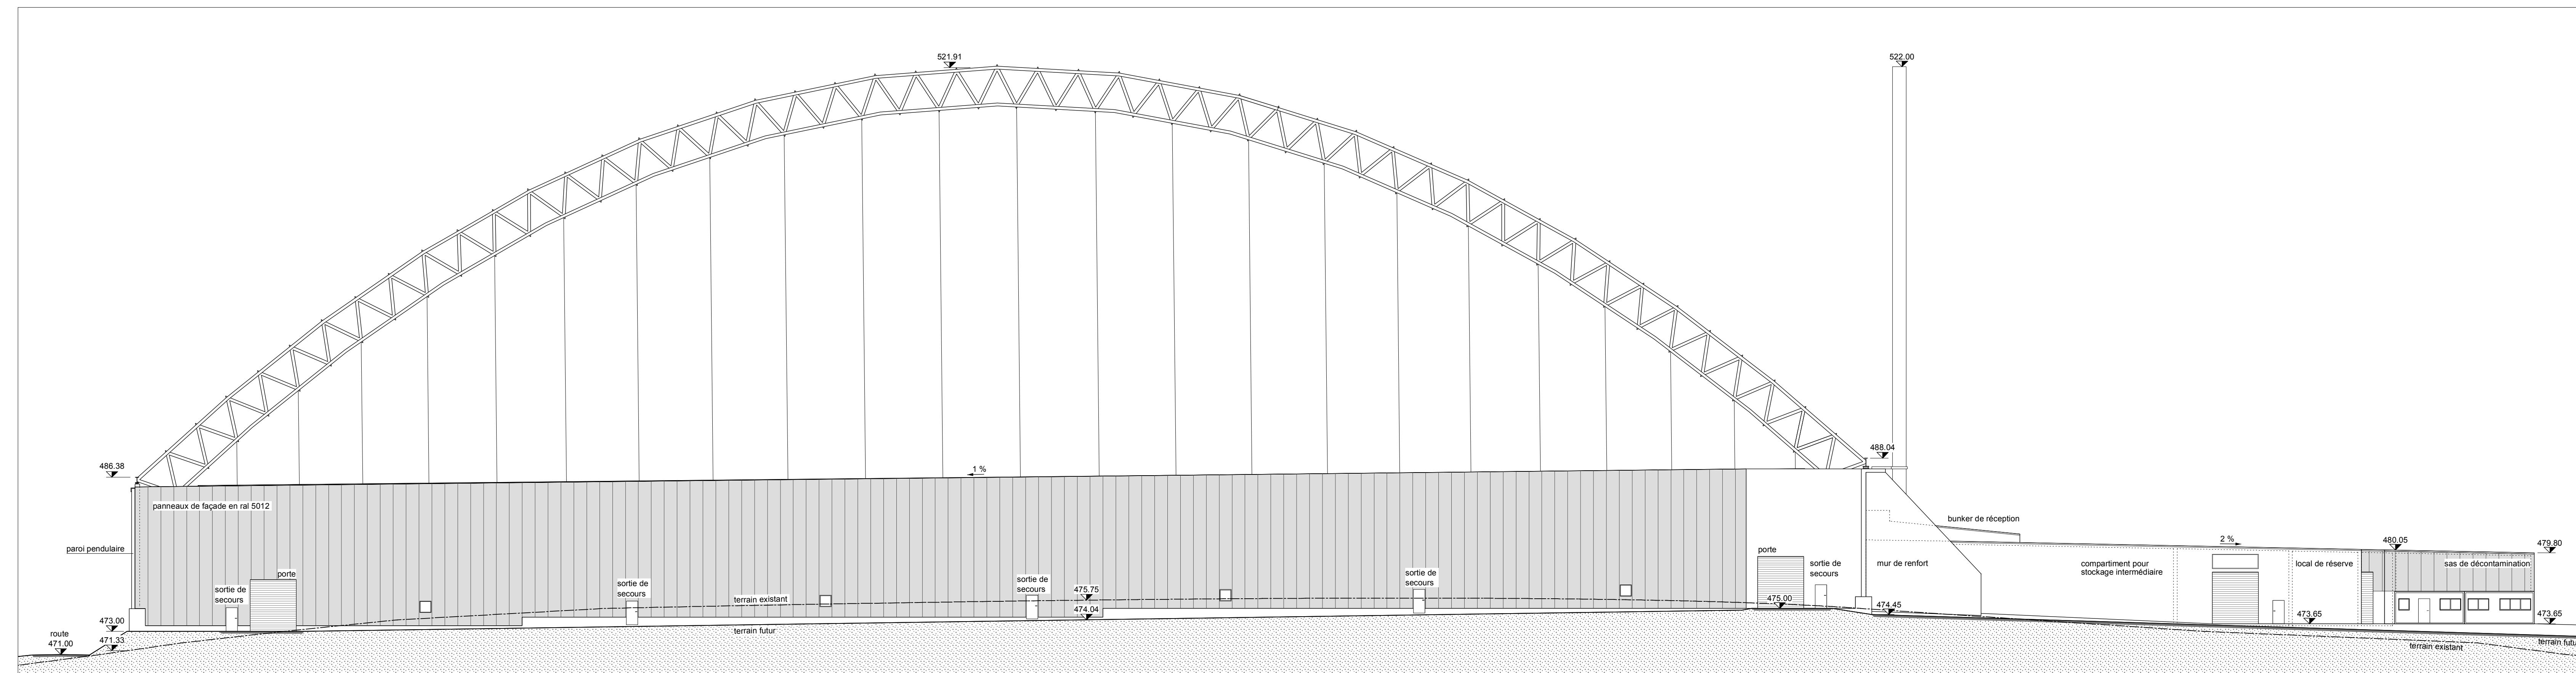 521.91
522.00
486.38
488.04
1 %
panneaux de façade en ral 5012
paroi pendulaire
bunker de réception
2 %
480.05
479.80
porte
sortie de
secours
porte
sortie de
secours
terrain existant
sortie de
secours
475.75
474.04
sortie de
secours
sortie de
secours
mur de renfort
compartiment pour
stockage intermédiaire
local de réserve
sas de décontamination
475.00
474.45
473.65
473.65
473.00
route
471.00
471.33
terrain futur
terrain existant
terrain futu